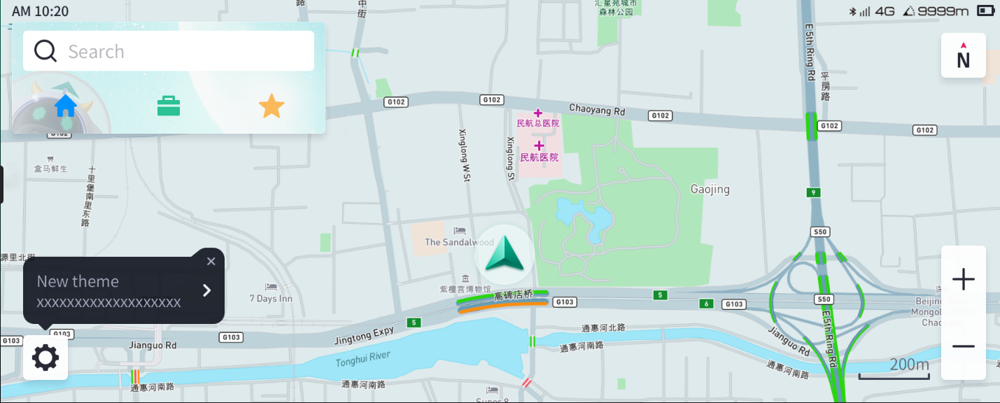 AM 10:20
4G
9999m
Search
N
路
中街
汇星苑城市
森林公园
E 5th Ring Rd
平房路
G102
G102
Chaoyang Rd
G102
G102
G102
G102
民航总医院
民航医院
Xinglong W St
Xinglong St
盒马鲜生
十里堡南里东路
Gaojing
9
S50
源里北街
The Sandalwood
New theme
xxxxxxxxxxxxxxxxxxx
7 Days Inn
紫檀宫博物馆
高碑店桥
G103
5
6
G103
S50
Beijing
Mongol
Chao
5
G103
G103
G103
Jianguo Rd
Jingtong Expy
Tonghui River
通惠河北路
通惠河南路
Jianguo Rd
E 5th Ring Rd
通惠河南路
200m
通惠河南路
通惠河南路
Super 8